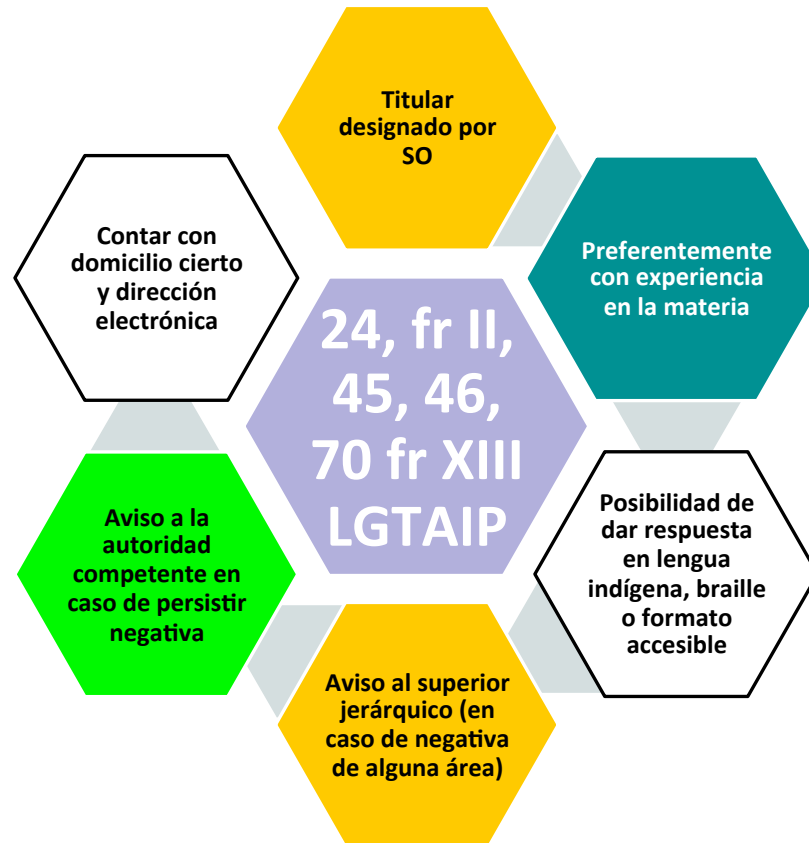 Titular
designado por
SO
Preferentemente
con experiencia
en la materia
Posibilidad de
dar respuesta
en lengua
indígena, braille
o formato
accesible
Aviso al superior
jerárquico (en
caso de negativa
de alguna área)
Aviso a la
autoridad
competente en
caso de persistir
negativa
Contar con
domicilio cierto
y dirección
electrónica
24, fr II,
45, 46,
70 fr XIII
LGTAIP